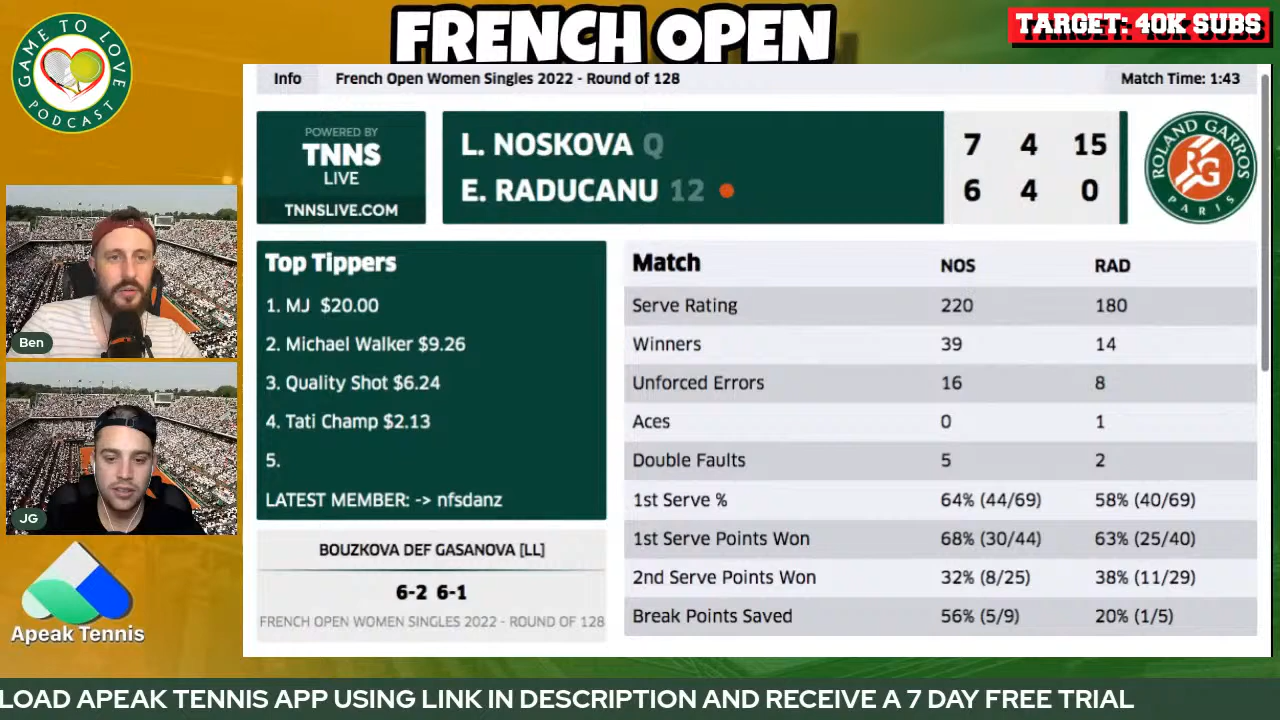 FRENCH OPEN
TARGET: 40K SUBS
GAME TO LOVE
PODCAST
Info French Open Women Singles 2022 - Round of 128 Match Time: 1:43
POWERED BY
TNNS
LIVE
TNNSLIVE.COM
L. NOSKOVA Q 7 4 15
E. RADUCANU 12 6 4 0
ROLAND GARROS
RG
PARIS
Ben
JG
Apeak Tennis
Top Tippers
1. MJ $20.00
2. Michael Walker $9.26
3. Quality Shot $6.24
4. Tati Champ $2.13
5.
LATEST MEMBER: -> nfsdanz
BOUZKOVA DEF GASANOVA [LL]
6-2 6-1
FRENCH OPEN WOMEN SINGLES 2022 - ROUND OF 128
Match NOS RAD
Serve Rating 220 180
Winners 39 14
Unforced Errors 16 8
Aces 0 1
Double Faults 5 2
1st Serve % 64% (44/69) 58% (40/69)
1st Serve Points Won 68% (30/44) 63% (25/40)
2nd Serve Points Won 32% (8/25) 38% (11/29)
Break Points Saved 56% (5/9) 20% (1/5)
LOAD APEAK TENNIS APP USING LINK IN DESCRIPTION AND RECEIVE A 7 DAY FREE TRIAL